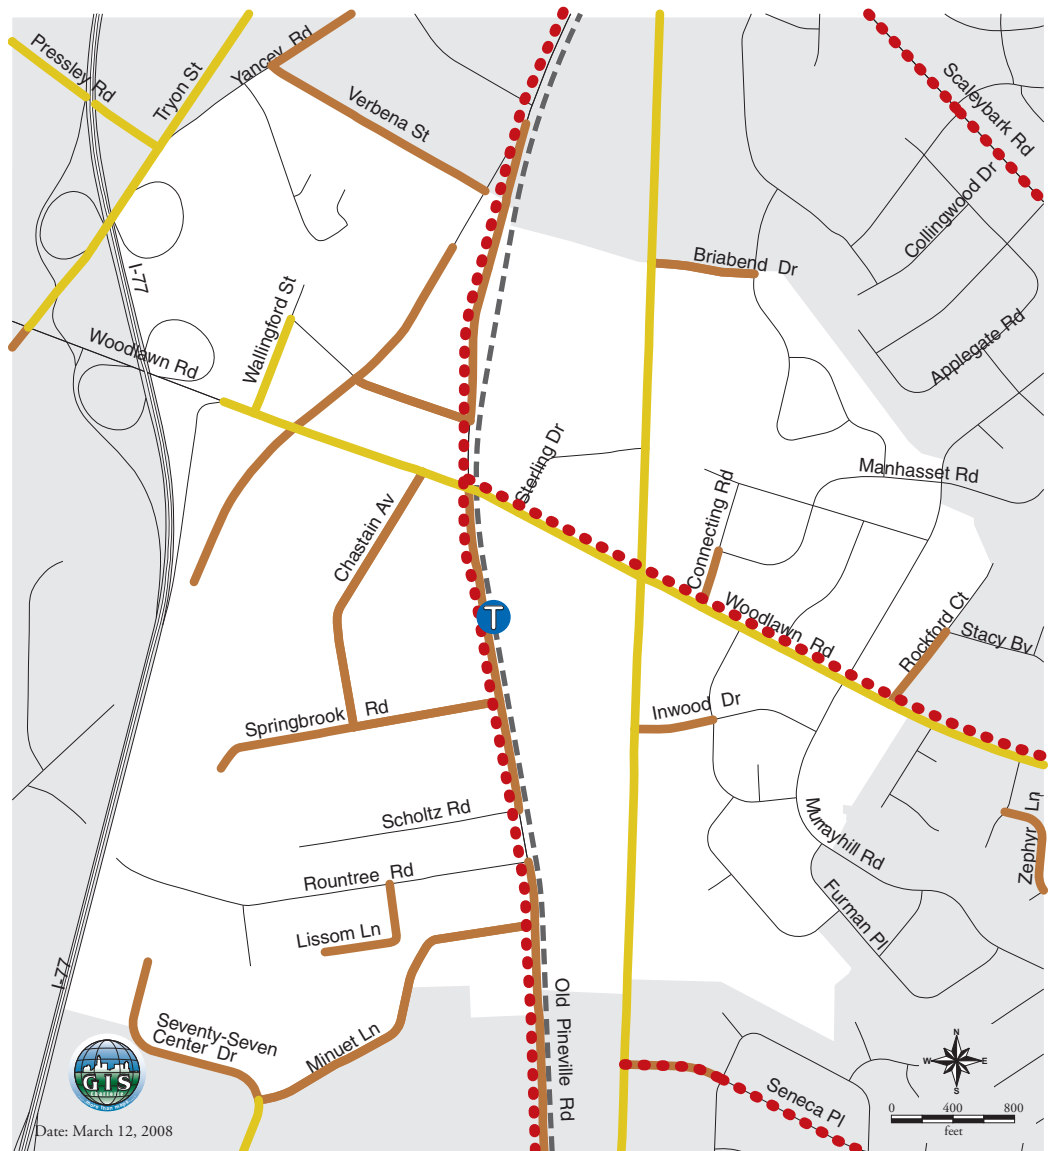 Pressley Rd
Tryon St
Yancey Rd
Verbena St
Scaleybark Rd
Collingwood Dr
Briabend Dr
I-77
Wallingford St
Woodlawn Rd
Applegate Rd
Sterling Dr
Manhasset Rd
Connecting Rd
Chastain Av
T
Woodlawn Rd
Rockford Ct
Stacy Bv
Springbrook Rd
Inwood Dr
Scholtz Rd
Murrayhill Rd
Zephyr Ln
Rountree Rd
Furman Pl
Lissom Ln
I-77
Old Pineville Rd
Seventy-Seven
Center Dr
Minuet Ln
Seneca Pl
GIS
N
W
E
S
0 400 800
feet
Date: March 12, 2008